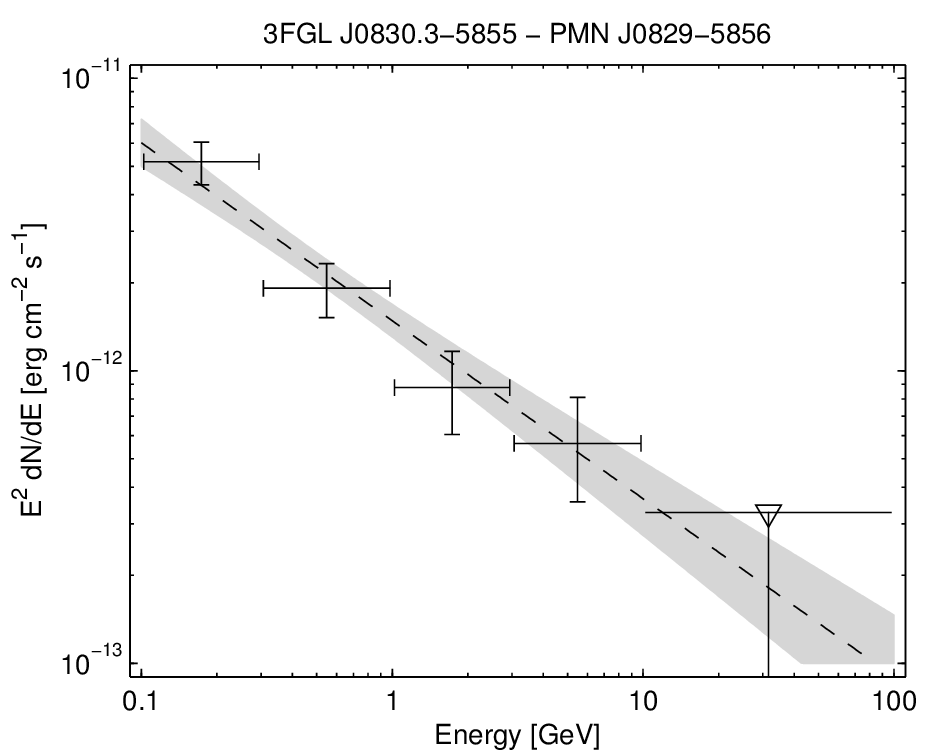 3FGL J0830.3−5855 − PMN J0829−5856
10⁻¹¹
10⁻¹²
10⁻¹³
E² dN/dE [erg cm⁻² s⁻¹]
0.1 1 10 100
Energy [GeV]